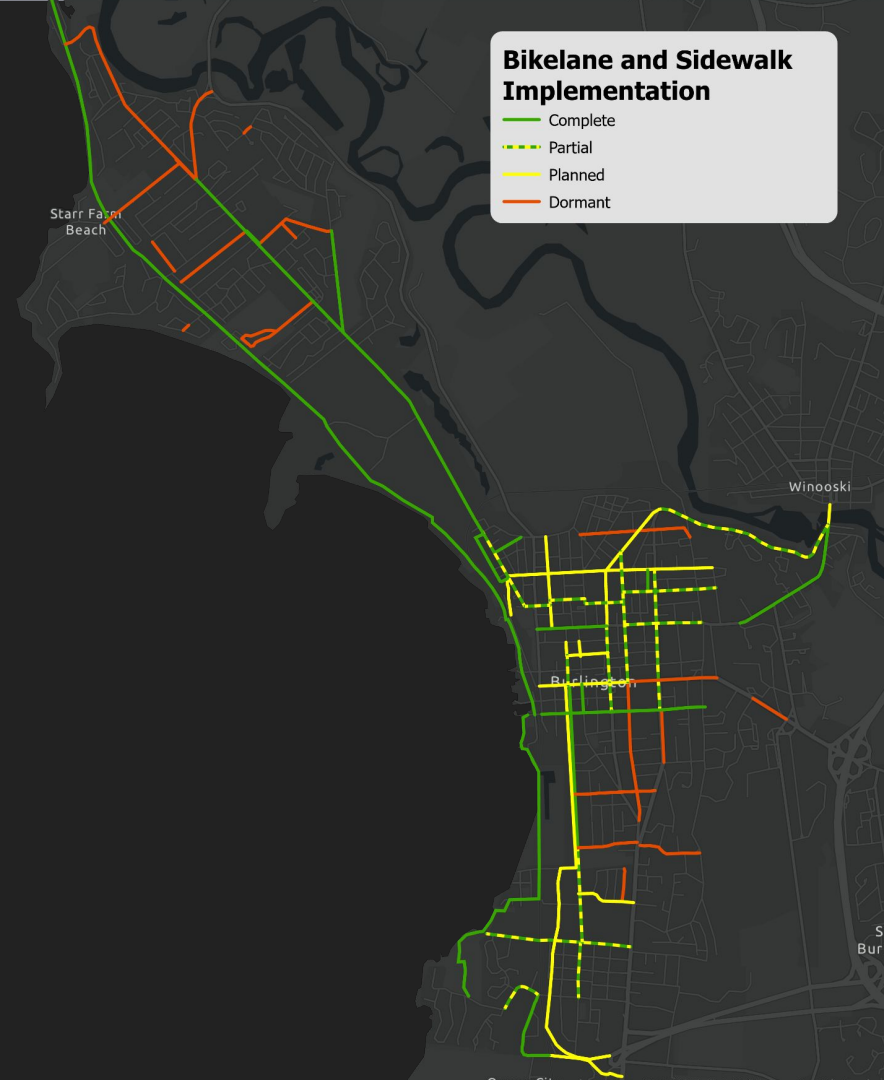 Bikelane and Sidewalk
Implementation
Complete
Partial
Planned
Dormant
Starr Farm
Beach
Winooski
Burlington